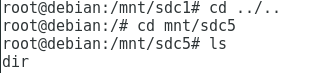 root@debian:/mnt/sdc1# cd ../..
root@debian:/# cd mnt/sdc5
root@debian:/mnt/sdc5# ls
dir